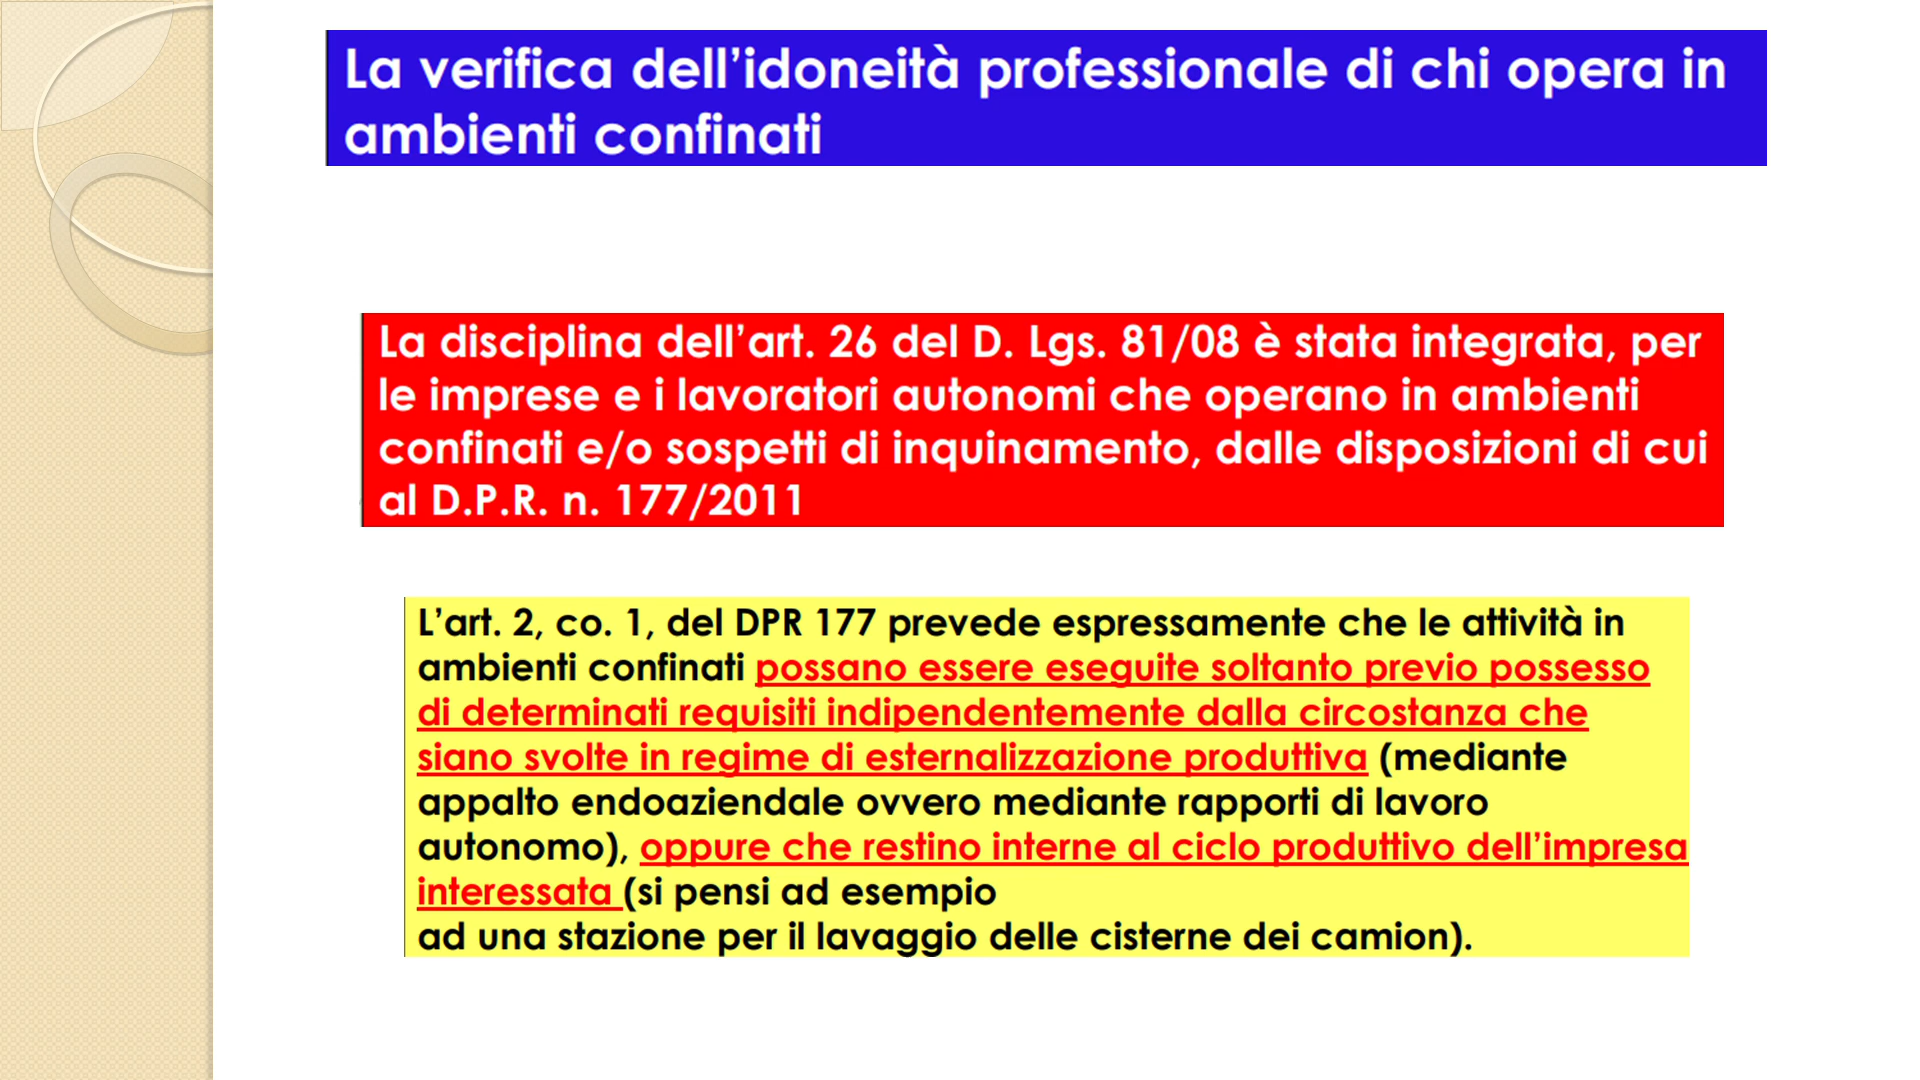 La verifica dell’idoneità professionale di chi opera in
ambienti confinati
La disciplina dell’art. 26 del D. Lgs. 81/08 è stata integrata, per
le imprese e i lavoratori autonomi che operano in ambienti
confinati e/o sospetti di inquinamento, dalle disposizioni di cui
al D.P.R. n. 177/2011
L’art. 2, co. 1, del DPR 177 prevede espressamente che le attività in
ambienti confinati possano essere eseguite soltanto previo possesso
di determinati requisiti indipendentemente dalla circostanza che
siano svolte in regime di esternalizzazione produttiva (mediante
appalto endoaziendale ovvero mediante rapporti di lavoro
autonomo), oppure che restino interne al ciclo produttivo dell’impresa
interessata (si pensi ad esempio
ad una stazione per il lavaggio delle cisterne dei camion).